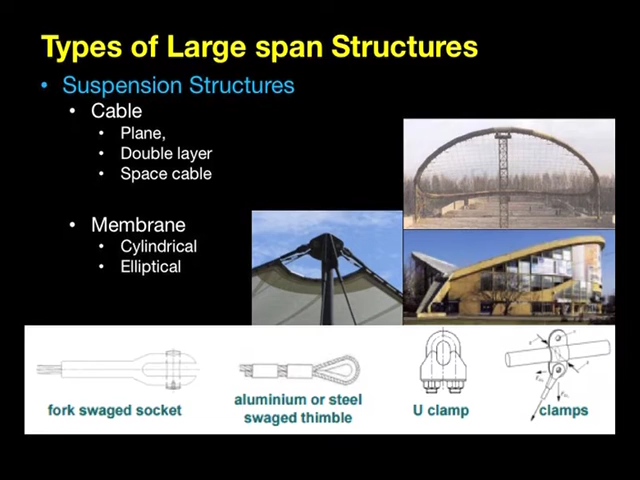 Types of Large span Structures
• Suspension Structures
• Cable
• Plane,
• Double layer
• Space cable
• Membrane
• Cylindrical
• Elliptical
fork swaged socket
aluminium or steel
swaged thimble
U clamp
clamps